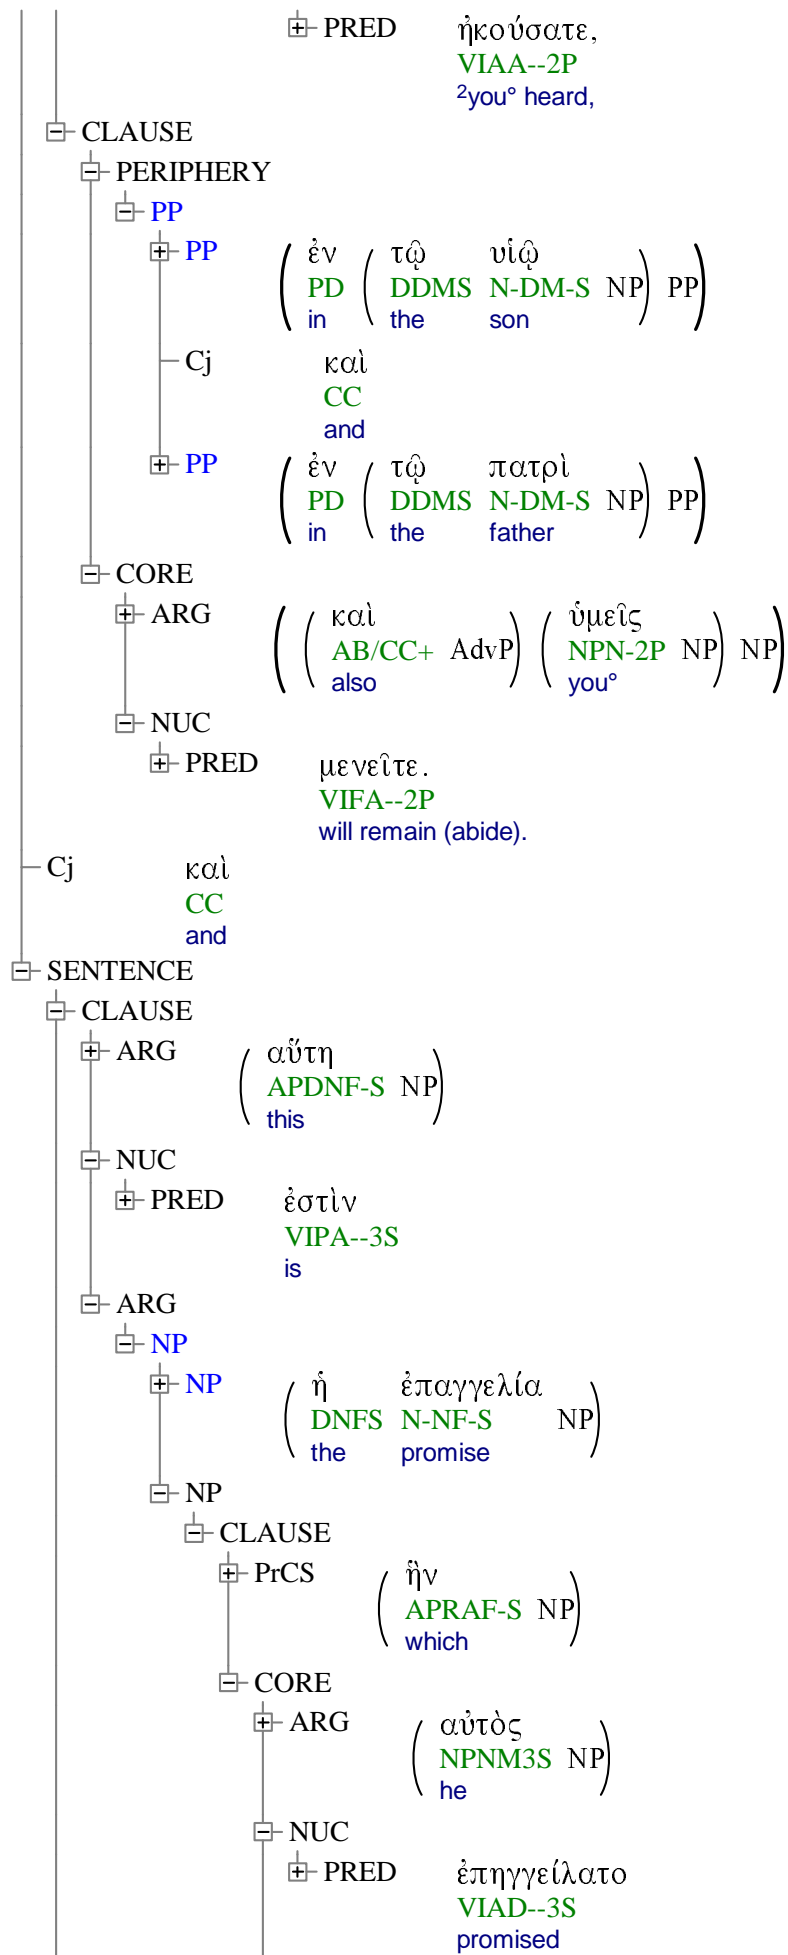 PRED ἠκούσατε,
VIAA--2P
²you° heard,
CLAUSE
PERIPHERY
PP
PP ( ἐν ( τῷ υἱῷ
PD DDMS N-DM-S NP) PP)
in the son
Cj καὶ
CC
and
PP ( ἐν ( τῷ πατρὶ
PD DDMS N-DM-S NP) PP)
in the father
CORE
ARG ( ( καὶ ( ὑμεῖς
AB/CC+ AdvP) NPN-2P NP) NP)
also you°
NUC
PRED μενεῖτε.
VIFA--2P
will remain (abide).
Cj καὶ
CC
and
SENTENCE
CLAUSE
ARG ( αὕτη
APDNF-S NP)
this
NUC
PRED ἐστὶν
VIPA--3S
is
ARG
NP
NP ( ἡ ἐπαγγελία
DNFS N-NF-S NP)
the promise
NP
CLAUSE
PrCS ( ἣν
APRAF-S NP)
which
CORE
ARG ( αὐτὸς
NPNM3S NP)
he
NUC
PRED ἐπηγγείλατο
VIAD--3S
promised